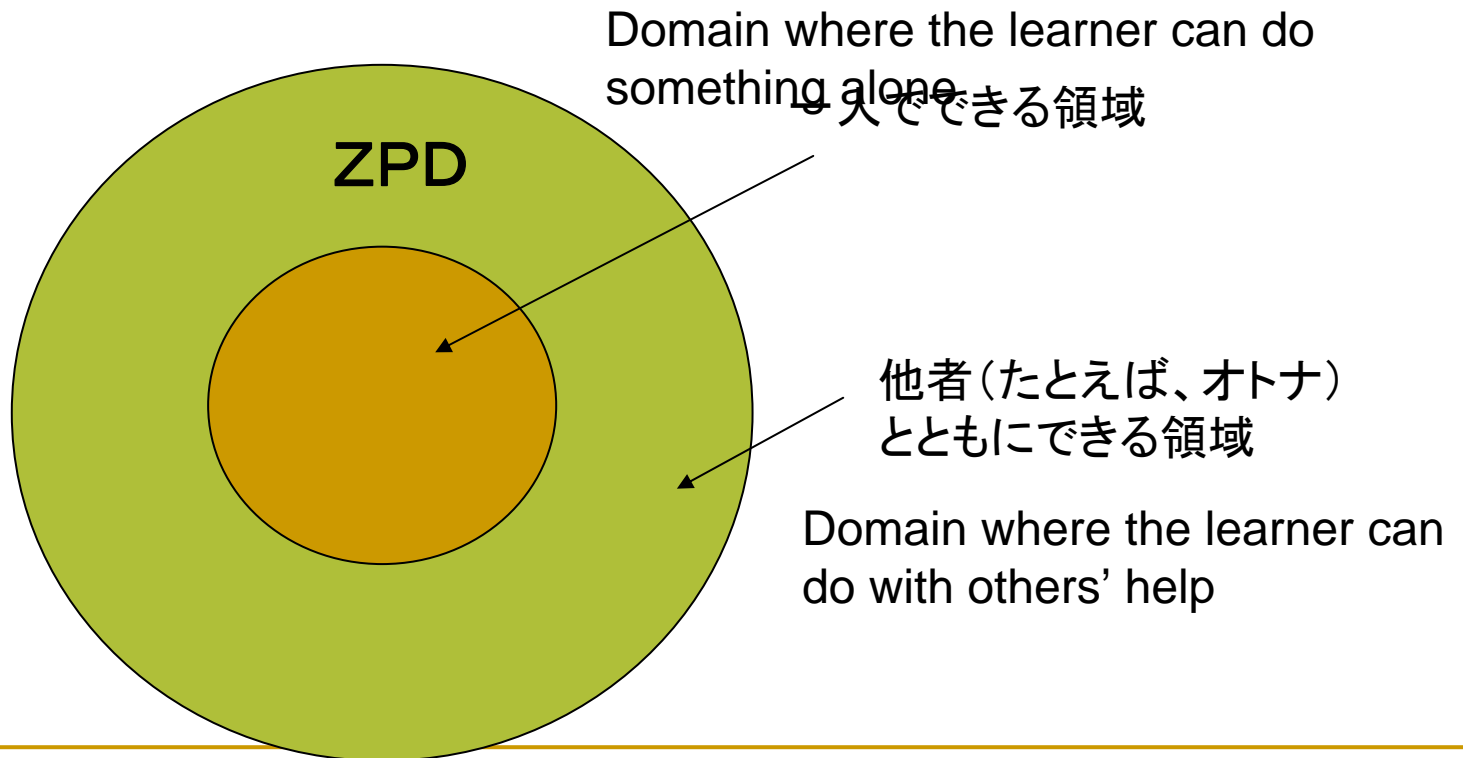 Domain where the learner can do
something alone
一人でできる領域
ZPD
他者(たとえば、オトナ)
とともにできる領域
Domain where the learner can
do with others’ help